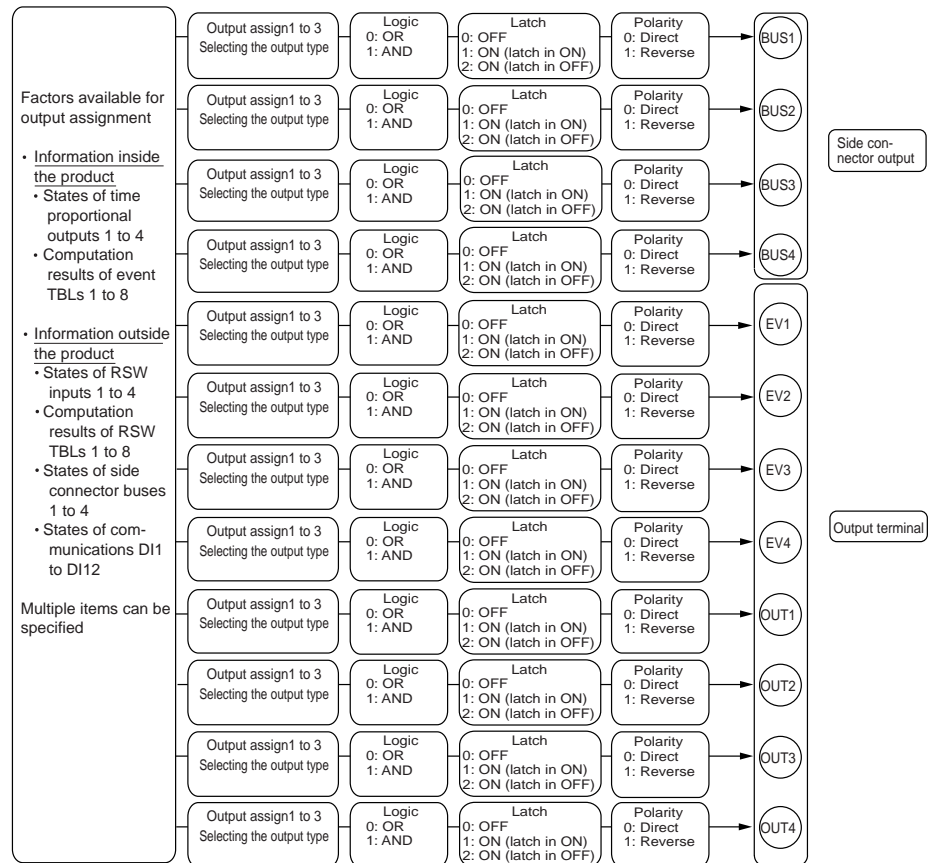 Factors available for
output assignment
• Information inside
the product
• States of time
proportional
outputs 1 to 4
• Computation
results of event
TBLs 1 to 8
• Information outside
the product
• States of RSW
inputs 1 to 4
• Computation
results of RSW
TBLs 1 to 8
• States of side
connector buses
1 to 4
• States of com-
munications DI1
to DI12
Multiple items can be
specified
Output assign1 to 3
Selecting the output type
Logic
0: OR
1: AND
Latch
0: OFF
1: ON (latch in ON)
2: ON (latch in OFF)
Polarity
0: Direct
1: Reverse
BUS1
Output assign1 to 3
Selecting the output type
Logic
0: OR
1: AND
Latch
0: OFF
1: ON (latch in ON)
2: ON (latch in OFF)
Polarity
0: Direct
1: Reverse
BUS2
Output assign1 to 3
Selecting the output type
Logic
0: OR
1: AND
Latch
0: OFF
1: ON (latch in ON)
2: ON (latch in OFF)
Polarity
0: Direct
1: Reverse
BUS3
Output assign1 to 3
Selecting the output type
Logic
0: OR
1: AND
Latch
0: OFF
1: ON (latch in ON)
2: ON (latch in OFF)
Polarity
0: Direct
1: Reverse
BUS4
Side con-
nector output
Output assign1 to 3
Selecting the output type
Logic
0: OR
1: AND
Latch
0: OFF
1: ON (latch in ON)
2: ON (latch in OFF)
Polarity
0: Direct
1: Reverse
EV1
Output assign1 to 3
Selecting the output type
Logic
0: OR
1: AND
Latch
0: OFF
1: ON (latch in ON)
2: ON (latch in OFF)
Polarity
0: Direct
1: Reverse
EV2
Output assign1 to 3
Selecting the output type
Logic
0: OR
1: AND
Latch
0: OFF
1: ON (latch in ON)
2: ON (latch in OFF)
Polarity
0: Direct
1: Reverse
EV3
Output assign1 to 3
Selecting the output type
Logic
0: OR
1: AND
Latch
0: OFF
1: ON (latch in ON)
2: ON (latch in OFF)
Polarity
0: Direct
1: Reverse
EV4
Output assign1 to 3
Selecting the output type
Logic
0: OR
1: AND
Latch
0: OFF
1: ON (latch in ON)
2: ON (latch in OFF)
Polarity
0: Direct
1: Reverse
OUT1
Output assign1 to 3
Selecting the output type
Logic
0: OR
1: AND
Latch
0: OFF
1: ON (latch in ON)
2: ON (latch in OFF)
Polarity
0: Direct
1: Reverse
OUT2
Output assign1 to 3
Selecting the output type
Logic
0: OR
1: AND
Latch
0: OFF
1: ON (latch in ON)
2: ON (latch in OFF)
Polarity
0: Direct
1: Reverse
OUT3
Output assign1 to 3
Selecting the output type
Logic
0: OR
1: AND
Latch
0: OFF
1: ON (latch in ON)
2: ON (latch in OFF)
Polarity
0: Direct
1: Reverse
OUT4
Output terminal